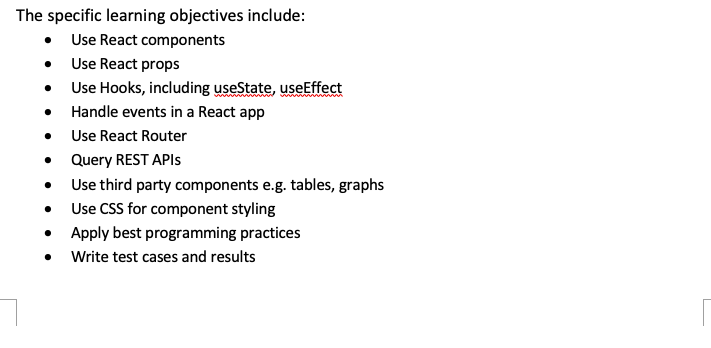 The specific learning objectives include:
• Use React components
• Use React props
• Use Hooks, including useState, useEffect
• Handle events in a React app
• Use React Router
• Query REST APIs
• Use third party components e.g. tables, graphs
• Use CSS for component styling
• Apply best programming practices
• Write test cases and results